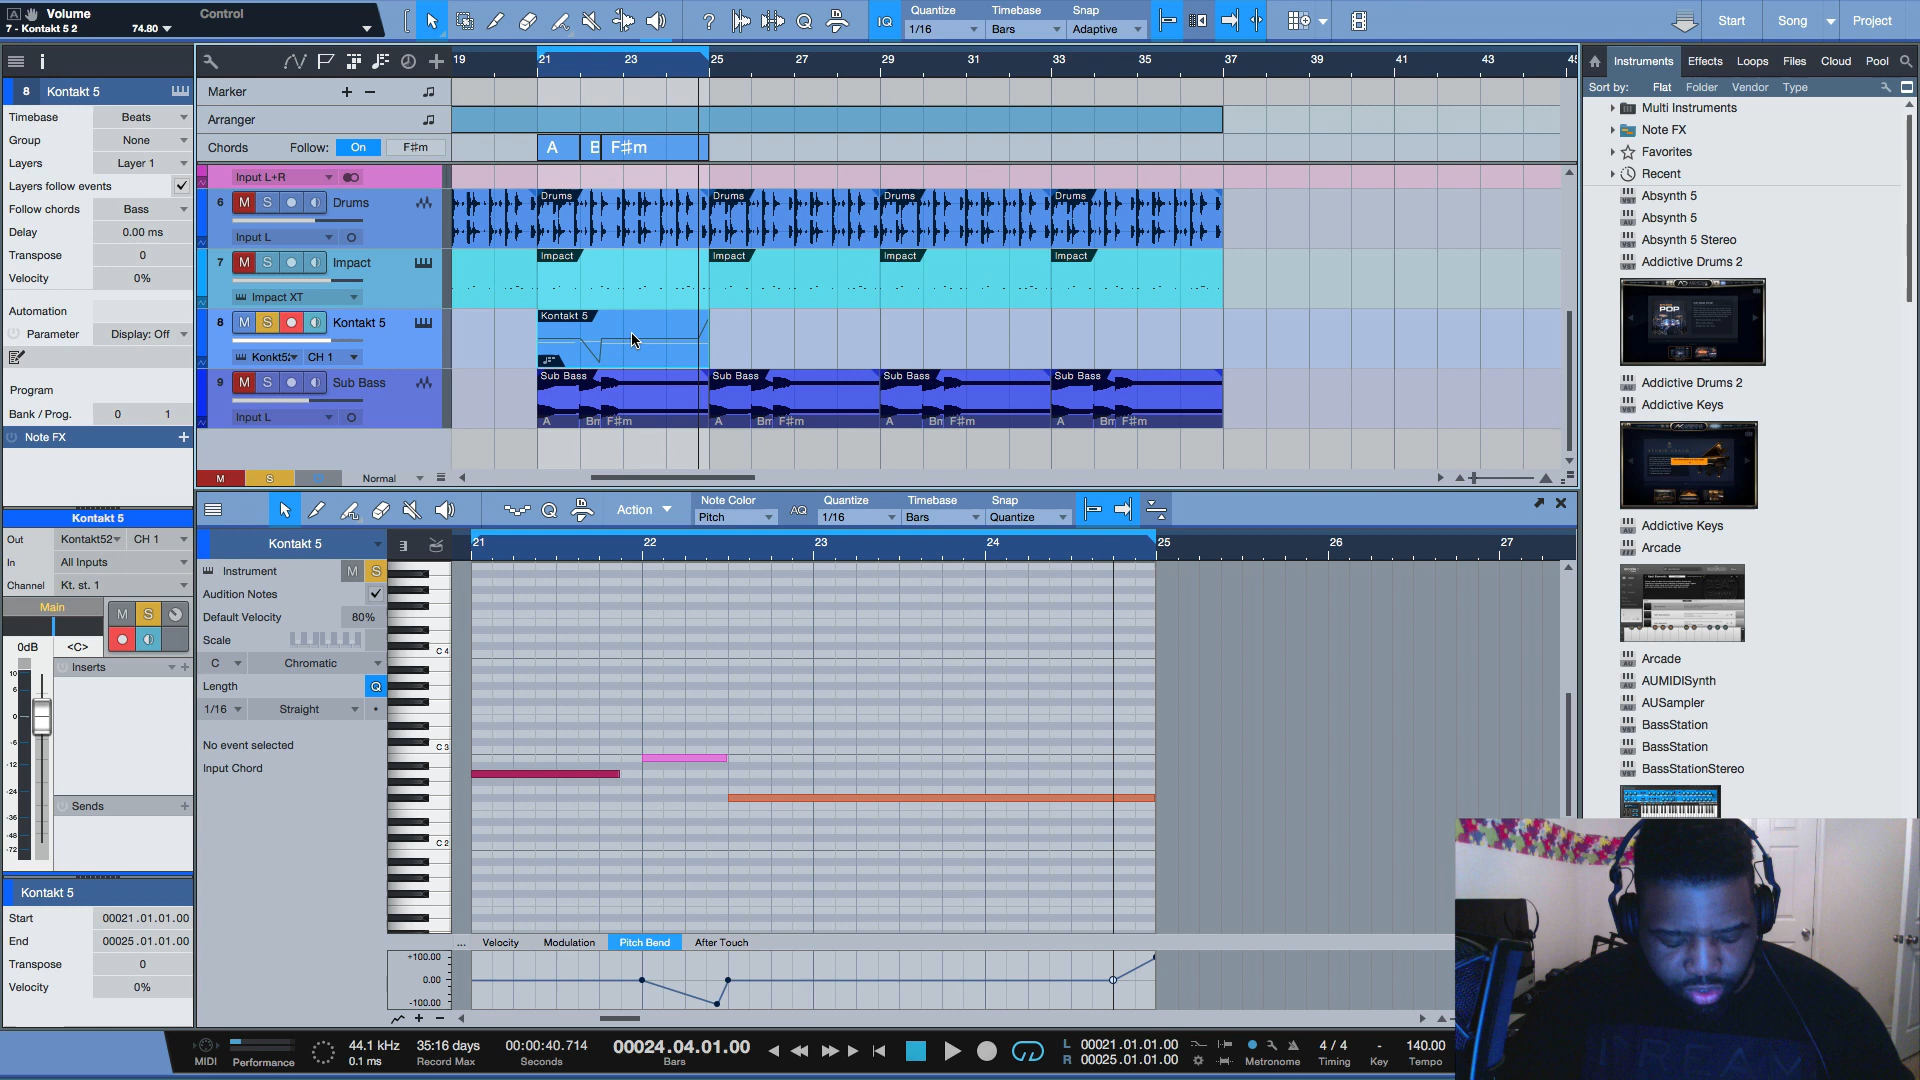 Volume
Control
7 - Kontakt 5 2
74.80
IQ
Quantize
1/16
Timebase
Bars
Snap
Adaptive
Start
Song
Project
8
Kontakt 5
Timebase
Beats
Group
None
Layers
Layer 1
Layers follow events
Follow chords
Bass
Delay
0.00 ms
Transpose
0
Velocity
0%
Automation
Parameter
Display: Off
Program
Bank / Prog.
0
1
Note FX
Kontakt 5
Out
Kontakt52
CH 1
In
All Inputs
Channel
Kt. st. 1
Main
M
S
0dB
<C>
Inserts
Sends
Kontakt 5
Start
00021.01.01.00
End
00025.01.01.00
Transpose
0
Velocity
0%
19
21
23
25
27
29
31
33
35
37
39
41
43
Marker
Arranger
Chords
Follow:
On
F#m
A
B
F#m
Input L+R
6
M
S
Drums
Input L
Drums
Drums
Drums
Drums
7
M
S
Impact
Impact XT
Impact
Impact
Impact
Impact
8
M
S
Kontakt 5
CH 1
Kontakt 5
9
M
S
Sub Bass
Input L
Sub Bass
Sub Bass
Sub Bass
Sub Bass
A
F#m
A
F#m
A
Bm
F#m
A
Bm
F#m
M
S
Normal
Action
Note Color
Pitch
AQ
Quantize
1/16
Timebase
Bars
Snap
Quantize
Kontakt 5
21
22
23
24
25
26
27
Instrument
M
S
Audition Notes
Default Velocity
80%
Scale
C
Chromatic
Length
Q
1/16
Straight
No event selected
Input Chord
C 4
C 3
C 2
...
Velocity
Modulation
Pitch Bend
After Touch
+100.00
0.00
-100.00
Instruments
Effects
Loops
Files
Cloud
Pool
Sort by:
Flat
Folder
Vendor
Type
Multi Instruments
Note FX
Favorites
Recent
Absynth 5
Absynth 5
Absynth 5 Stereo
Addictive Drums 2
Addictive Drums 2
Addictive Keys
Addictive Keys
Arcade
Arcade
AUMIDISynth
AUSampler
BassStation
BassStation
BassStationStereo
MIDI
Performance
44.1 kHz
0.1 ms
35:16 days
Record Max
00:00:40.714
Seconds
00024.04.01.00
Bars
L
00021.01.01.00
R
00025.01.01.00
Metronome
4 / 4
Timing
-
Key
140.00
Tempo